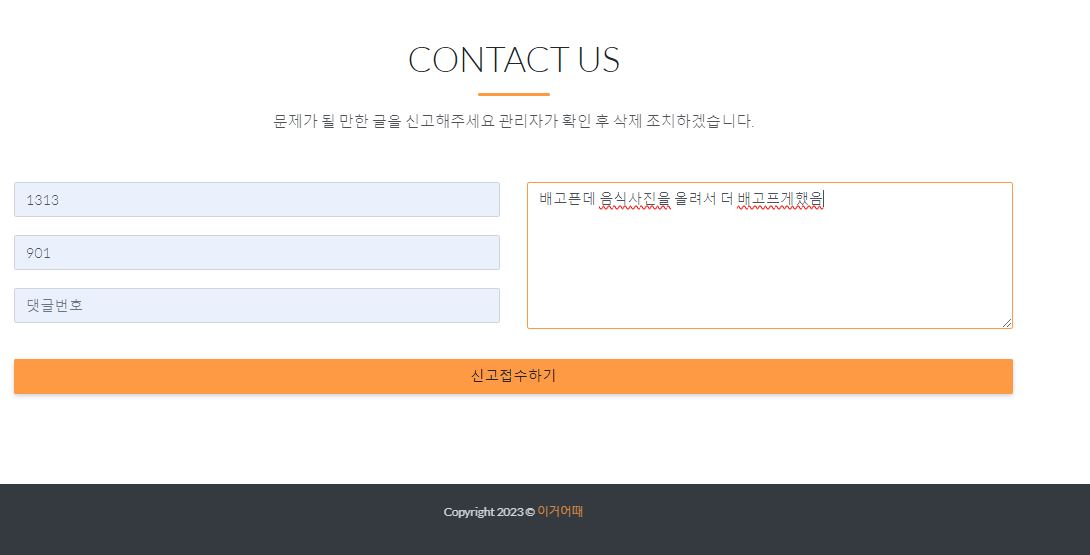 CONTACT US
문제가 될 만한 글을 신고해주세요 관리자가 확인 후 삭제 조치하겠습니다.
1313
901
댓글번호
배고픈데 음식사진을 올려서 더 배고프게했음
신고접수하기
Copyright 2023 © 이거어때